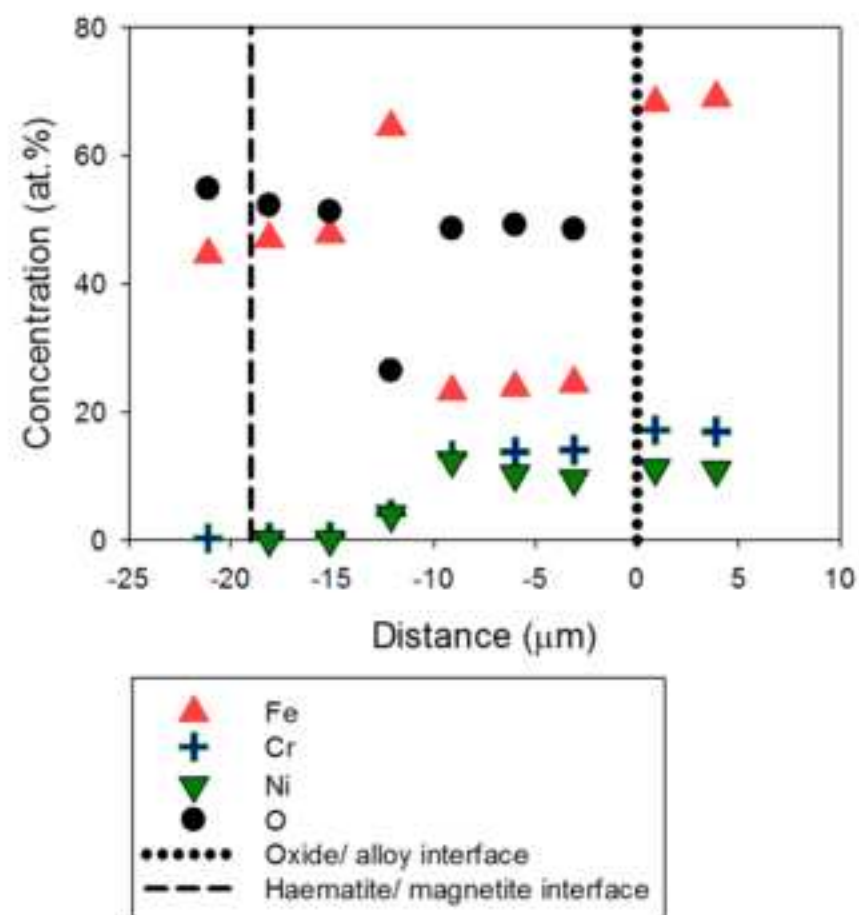 80
60
40
20
0
Concentration (at.%)
-25 -20 -15 -10 -5 0 5 10
Distance (μm)
Fe
Cr
Ni
O
Oxide/ alloy interface
Haematite/ magnetite interface